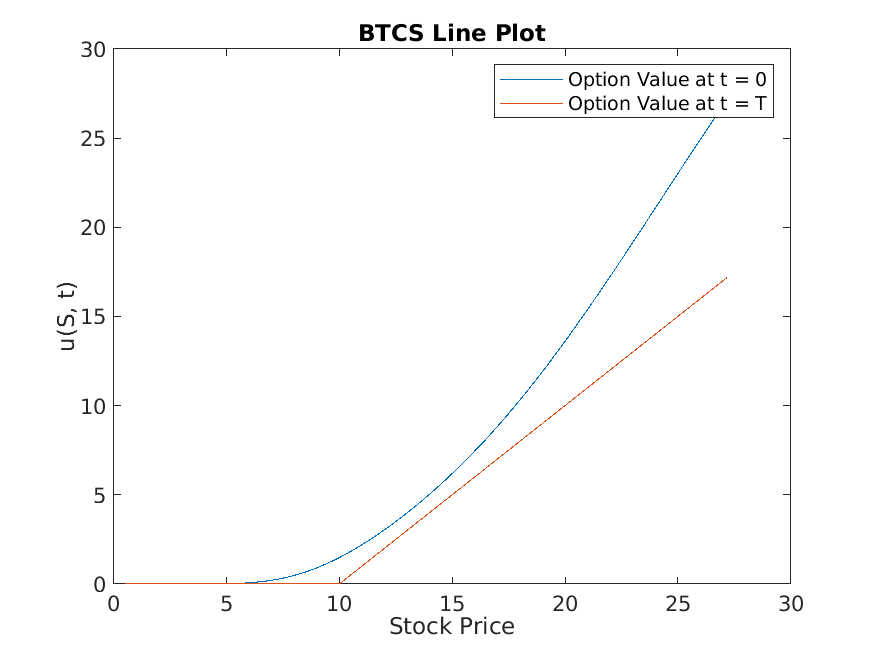 BTCS Line Plot
Option Value at t = 0
Option Value at t = T
30
25
20
15
10
5
0
u(S, t)
0 5 10 15 20 25 30
Stock Price